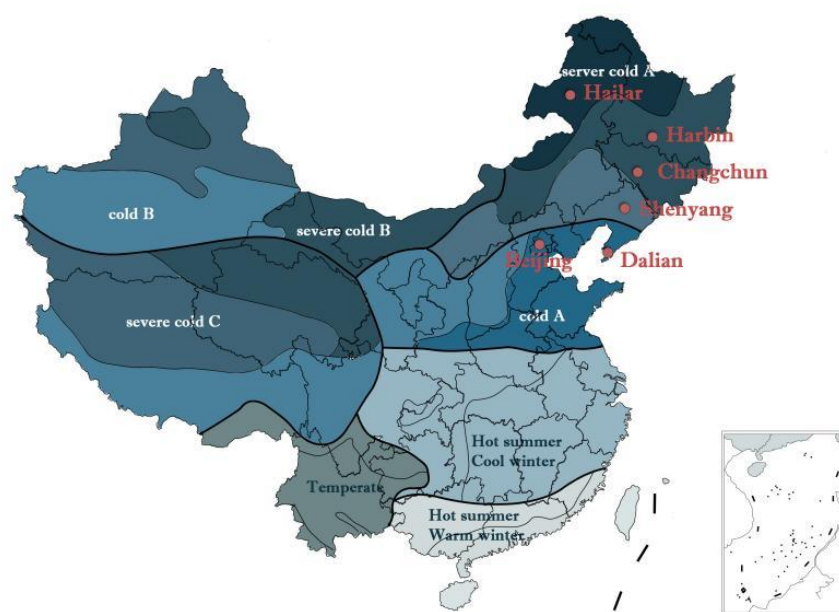 server cold A
Hailar
Harbin
Changchun
cold B
Shenyang
severe cold B
Beijing
Dalian
severe cold C
cold A
Hot summer
Cool winter
Temperate
Hot summer
Warm winter